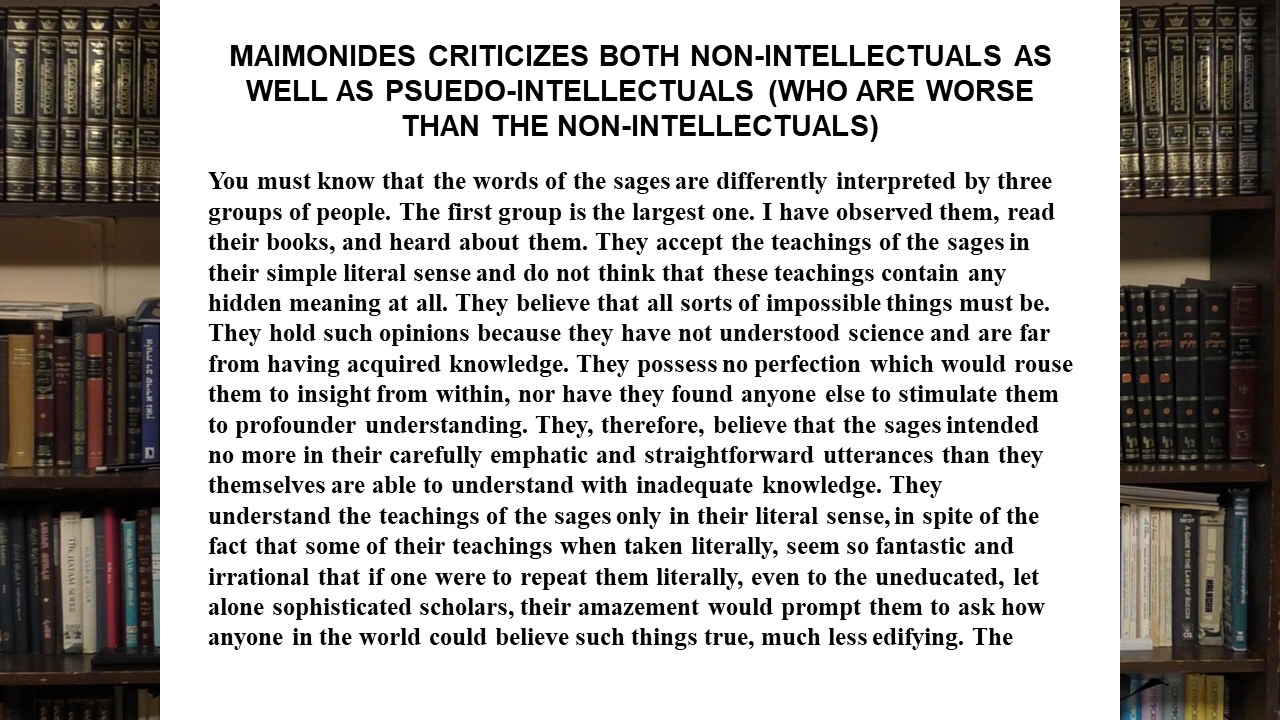 MAIMONIDES CRITICIZES BOTH NON-INTELLECTUALS AS
WELL AS PSUEDO-INTELLECTUALS (WHO ARE WORSE
THAN THE NON-INTELLECTUALS)
You must know that the words of the sages are differently interpreted by three
groups of people. The first group is the largest one. I have observed them, read
their books, and heard about them. They accept the teachings of the sages in
their simple literal sense and do not think that these teachings contain any
hidden meaning at all. They believe that all sorts of impossible things must be.
They hold such opinions because they have not understood science and are far
from having acquired knowledge. They possess no perfection which would rouse
them to insight from within, nor have they found anyone else to stimulate them
to profounder understanding. They, therefore, believe that the sages intended
no more in their carefully emphatic and straightforward utterances than they
themselves are able to understand with inadequate knowledge. They
understand the teachings of the sages only in their literal sense, in spite of the
fact that some of their teachings when taken literally, seem so fantastic and
irrational that if one were to repeat them literally, even to the uneducated, let
alone sophisticated scholars, their amazement would prompt them to ask how
anyone in the world could believe such things true, much less edifying. The